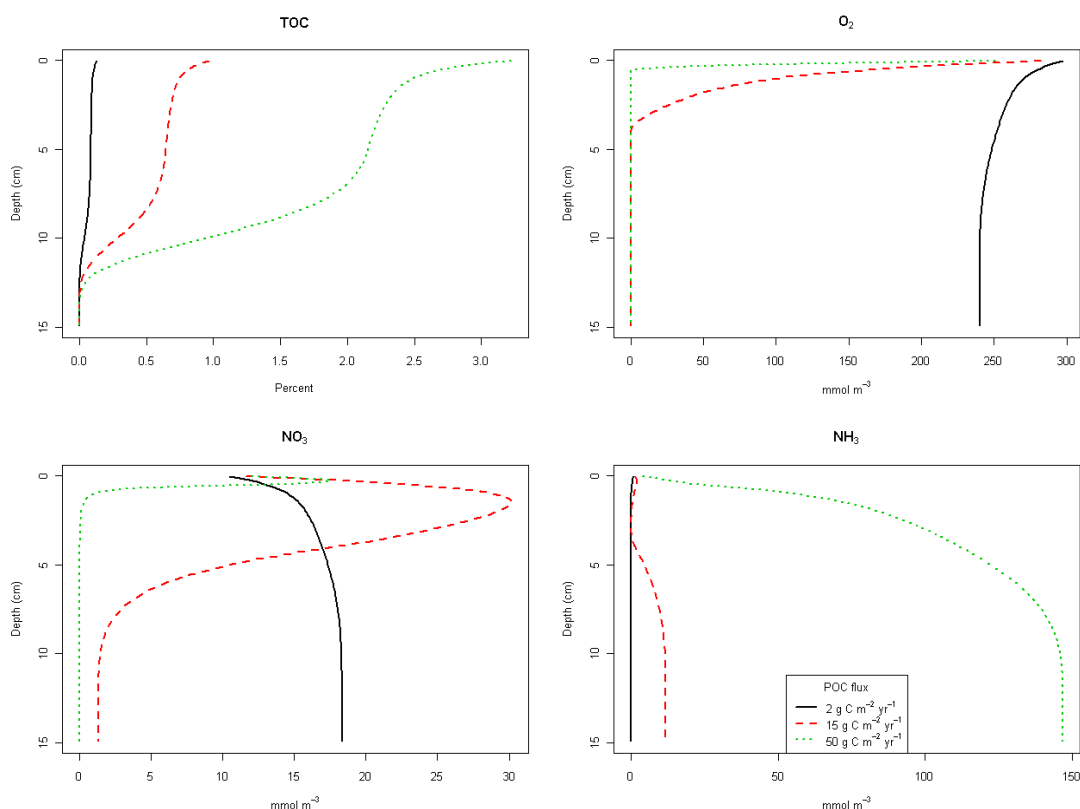 TOC
Depth (cm)
0
5
10
15
0.0 0.5 1.0 1.5 2.0 2.5 3.0
Percent
O₂
Depth (cm)
0
5
10
15
0 50 100 150 200 250 300
mmol m⁻³
NO₃
Depth (cm)
0
5
10
15
0 5 10 15 20 25 30
mmol m⁻³
NH₃
Depth (cm)
0
5
10
15
0 50 100 150
mmol m⁻³
POC flux
2 g C m⁻² yr⁻¹
15 g C m⁻² yr⁻¹
50 g C m⁻² yr⁻¹